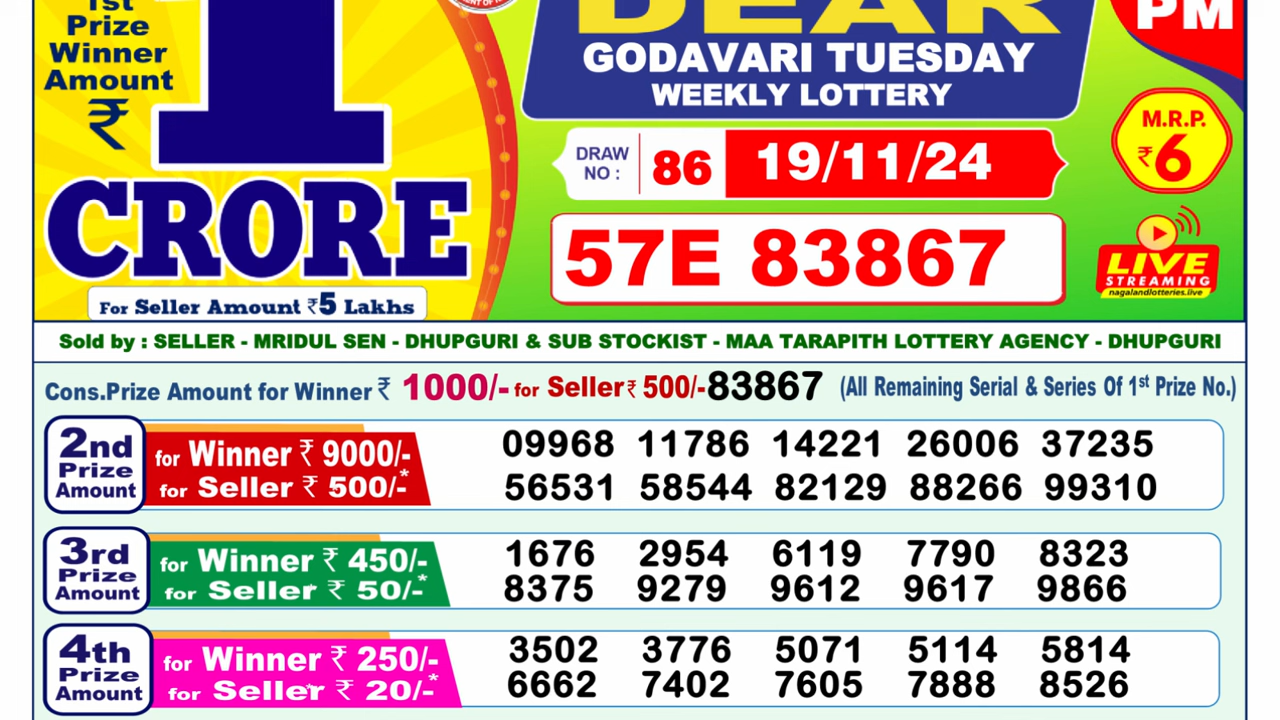 1st
Prize
Winner
Amount
₹
1
CRORE
For Seller Amount ₹5 Lakhs
DEAR
GODAVARI TUESDAY
WEEKLY LOTTERY
PM
DRAW NO : 86 19/11/24
M.R.P.
₹6
57E 83867
LIVE
STREAMING
nagalandlotteries.live
Sold by : SELLER - MRIDUL SEN - DHUPGURI & SUB STOCKIST - MAA TARAPITH LOTTERY AGENCY - DHUPGURI
Cons.Prize Amount for Winner ₹ 1000/- for Seller ₹ 500/- 83867 (All Remaining Serial & Series Of 1st Prize No.)
2nd
Prize
Amount
for Winner ₹ 9000/-
for Seller ₹ 500/-*
09968 11786 14221 26006 37235
56531 58544 82129 88266 99310
3rd
Prize
Amount
for Winner ₹ 450/-
for Seller ₹ 50/-*
1676 2954 6119 7790 8323
8375 9279 9612 9617 9866
4th
Prize
Amount
for Winner ₹ 250/-
for Seller ₹ 20/-*
3502 3776 5071 5114 5814
6662 7402 7605 7888 8526